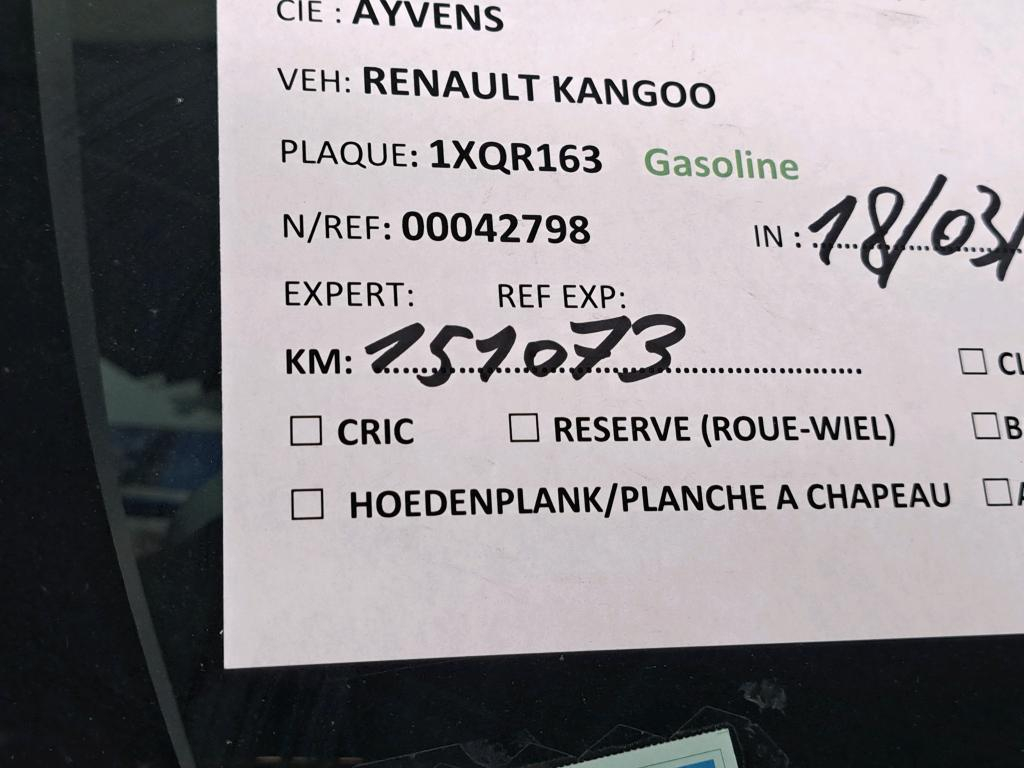 CIE : AYVENS
VEH: RENAULT KANGOO
PLAQUE: 1XQR163 Gasoline
N/REF: 00042798 IN : 18/03/
EXPERT: REF EXP:
KM: 151073
☐ CRIC ☐ RESERVE (ROUE-WIEL)
☐ HOEDENPLANK/PLANCHE A CHAPEAU